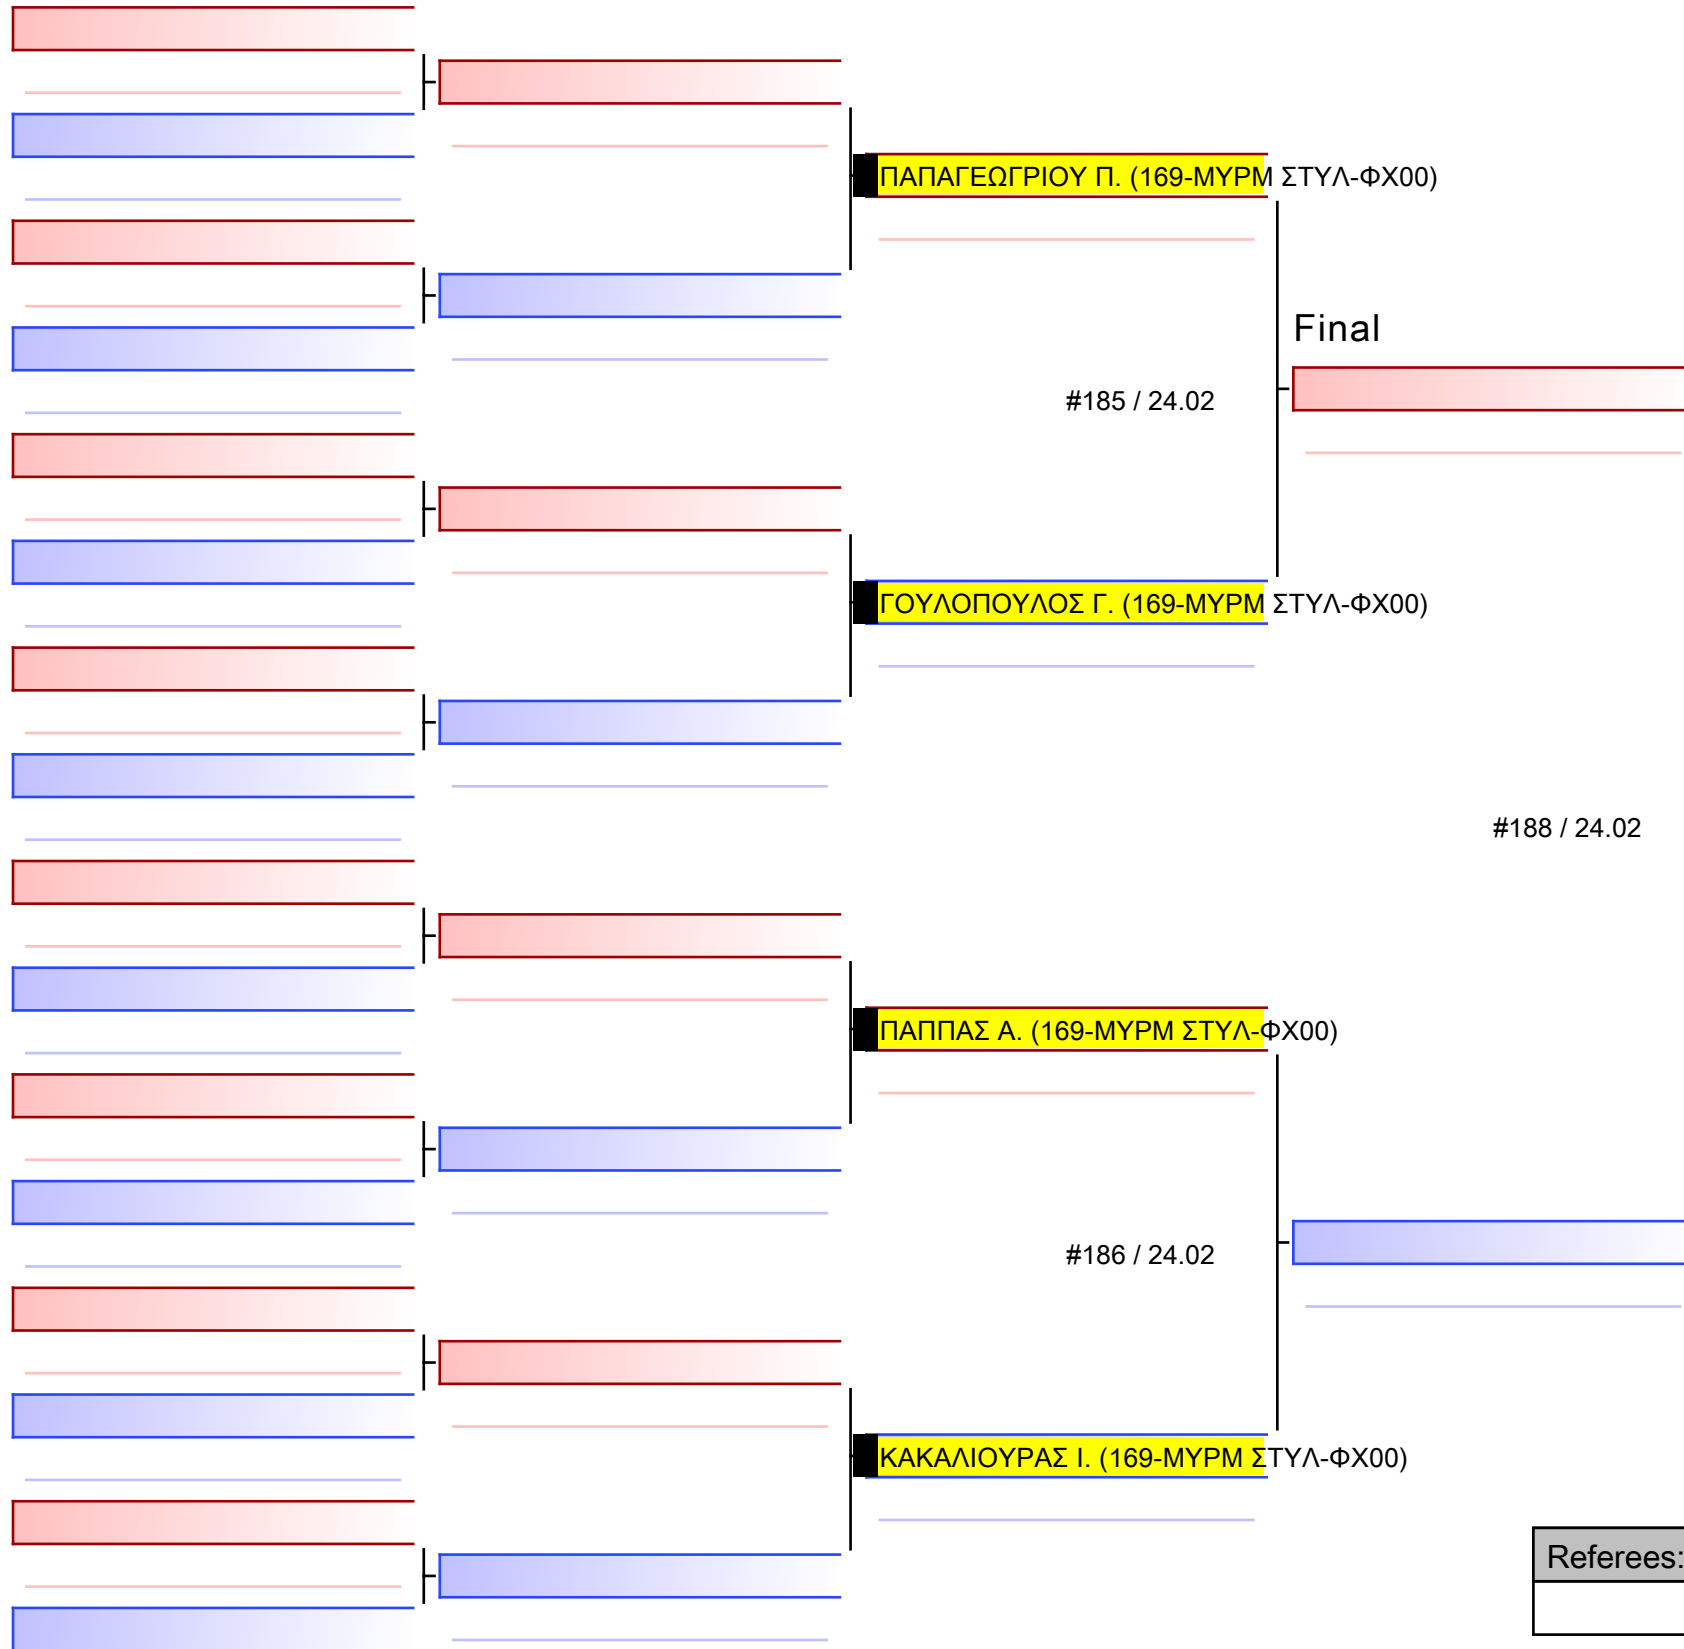 ΠΑΠΑΓΕΩΓΡΙΟΥ Π. (169-ΜΥΡΜ ΣΤΥΛ-ΦΧ00)
Final
#185 / 24.02
ΓΟΥΛΟΠΟΥΛΟΣ Γ. (169-ΜΥΡΜ ΣΤΥΛ-ΦΧ00)
#188 / 24.02
ΠΑΠΠΑΣ Α. (169-ΜΥΡΜ ΣΤΥΛ-ΦΧ00)
#186 / 24.02
ΚΑΚΑΛΙΟΥΡΑΣ Ι. (169-ΜΥΡΜ ΣΤΥΛ-ΦΧ00)
Referees: